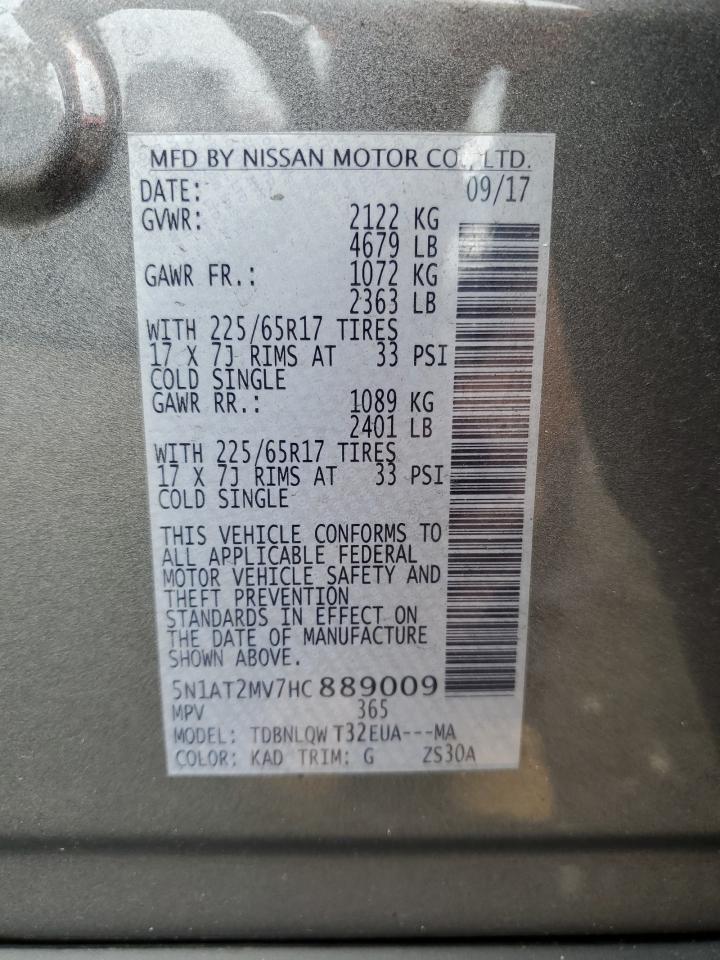 MFD BY NISSAN MOTOR CO., LTD.
DATE: 09/17
GVWR: 2122 KG
4679 LB
GAWR FR.: 1072 KG
2363 LB
WITH 225/65R17 TIRES
17 X 7J RIMS AT 33 PSI
COLD SINGLE
GAWR RR.: 1089 KG
2401 LB
WITH 225/65R17 TIRES
17 X 7J RIMS AT 33 PSI
COLD SINGLE
THIS VEHICLE CONFORMS TO
ALL APPLICABLE FEDERAL
MOTOR VEHICLE SAFETY AND
THEFT PREVENTION
STANDARDS IN EFFECT ON
THE DATE OF MANUFACTURE
SHOWN ABOVE.
5N1AT2MV7HC889009
MPV 365
MODEL: TDBNLQW T32EUA---MA
COLOR: KAD TRIM: G ZS30A